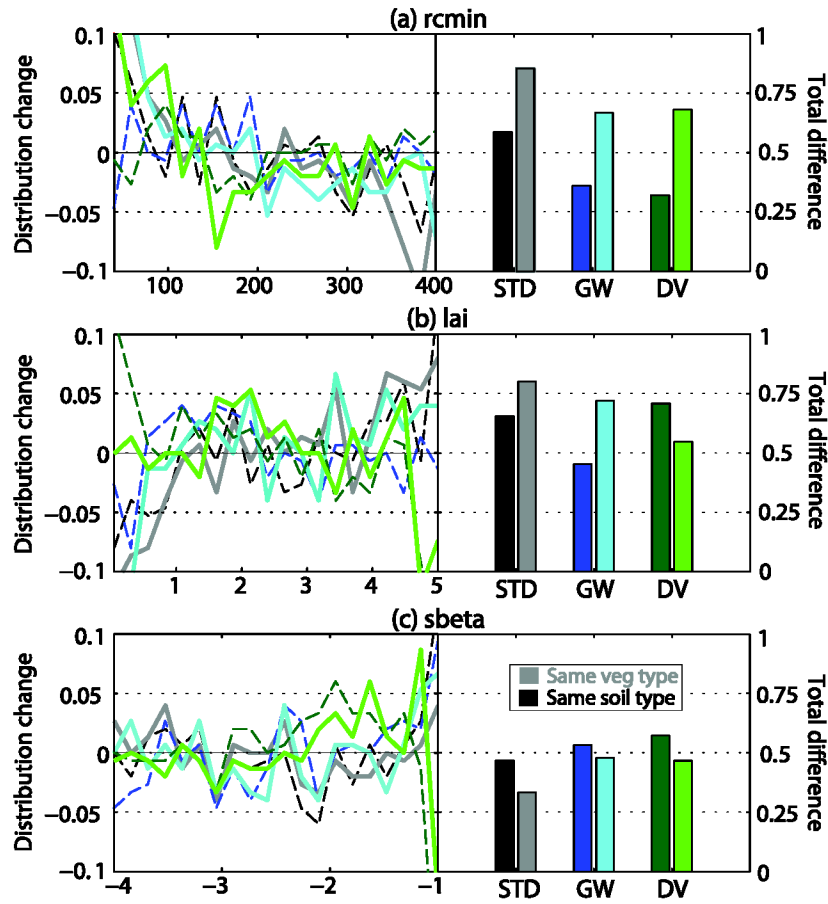 (a) rcmin
0.1
0.05
0
−0.05
−0.1
Distribution change
100 200 300 400
1
0.75
0.5
0.25
0
Total difference
STD GW DV
(b) lai
0.1
0.05
0
−0.05
−0.1
Distribution change
1 2 3 4 5
1
0.75
0.5
0.25
0
Total difference
STD GW DV
(c) sbeta
0.1
0.05
0
−0.05
−0.1
Distribution change
−4 −3 −2 −1
Same veg type
Same soil type
1
0.75
0.5
0.25
0
Total difference
STD GW DV